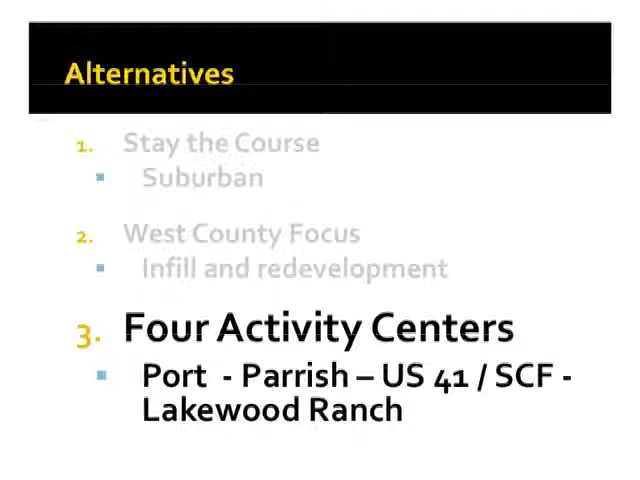 Alternatives
1. Stay the Course
▪ Suburban
2. West County Focus
▪ Infill and redevelopment
3. Four Activity Centers
▪ Port - Parrish – US 41 / SCF -
Lakewood Ranch